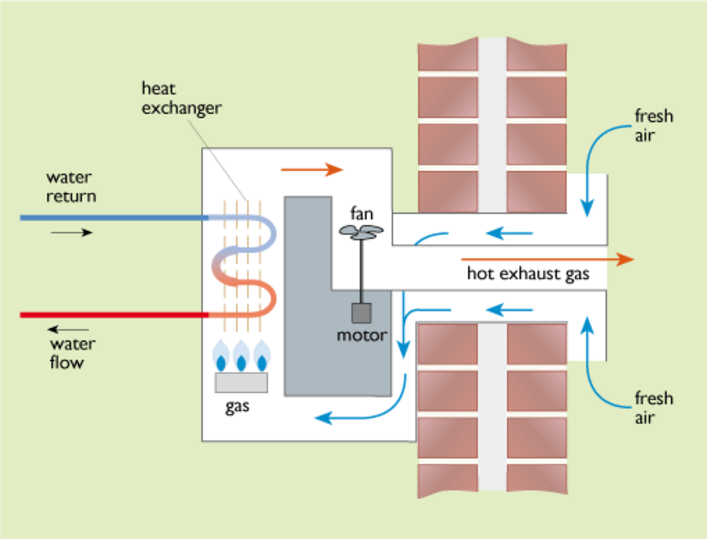 heat
exchanger
fresh
air
water
return
fan
hot exhaust gas
motor
water
flow
gas
fresh
air